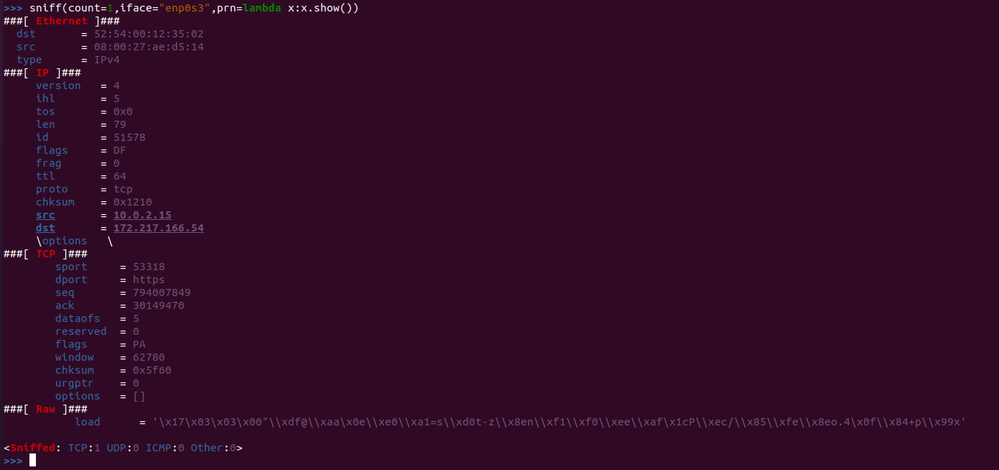 >>> sniff(count=1,iface="enp0s3",prn=lambda x:x.show())
###[ Ethernet ]###
  dst       = 52:54:00:12:35:02
  src       = 08:00:27:ae:d5:14
  type      = IPv4
###[ IP ]###
     version   = 4
     ihl       = 5
     tos       = 0x0
     len       = 79
     id        = 51578
     flags     = DF
     frag      = 0
     ttl       = 64
     proto     = tcp
     chksum    = 0x1210
     src       = 10.0.2.15
     dst       = 172.217.166.54
     \options   \
###[ TCP ]###
        sport     = 53318
        dport     = https
        seq       = 794007849
        ack       = 30149470
        dataofs   = 5
        reserved  = 0
        flags     = PA
        window    = 62780
        chksum    = 0x5f60
        urgptr    = 0
        options   = []
###[ Raw ]###
           load      = '\x17\x03\x03\x00"\\xdf@\\xaa\x0e\\xe0\\xa1=s\\xd0t-z\\x8en\\xf1\\xf0\\xee\\xaf\x1cP\\xec/\\x85\\xfe\\x8eo.4\x0f\\x84+p\\x99x'
<Sniffed: TCP:1 UDP:0 ICMP:0 Other:0>
>>>